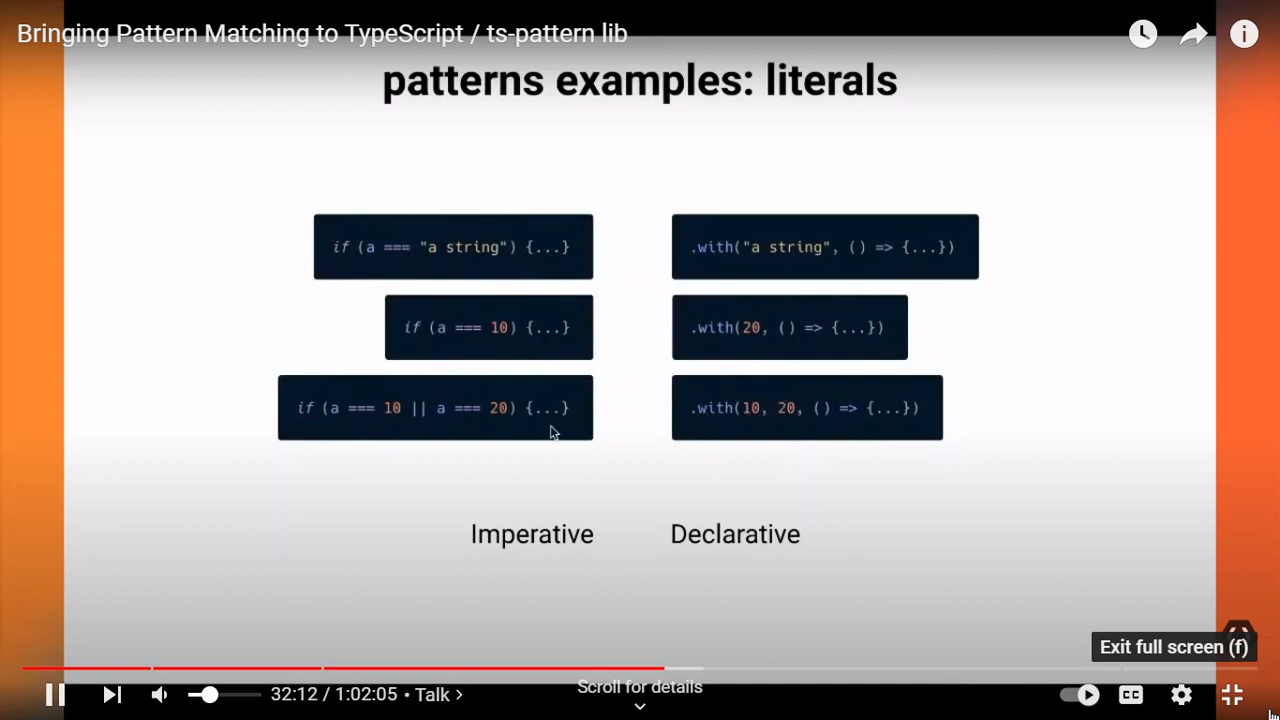 Bringing Pattern Matching to TypeScript / ts-pattern lib
patterns examples: literals
if (a === "a string") {...}
.with("a string", () => {...})
if (a === 10) {...}
.with(20, () => {...})
if (a === 10 || a === 20) {...}
.with(10, 20, () => {...})
Imperative
Declarative
Exit full screen (f)
32:12 / 1:02:05 • Talk >
Scroll for details
CC